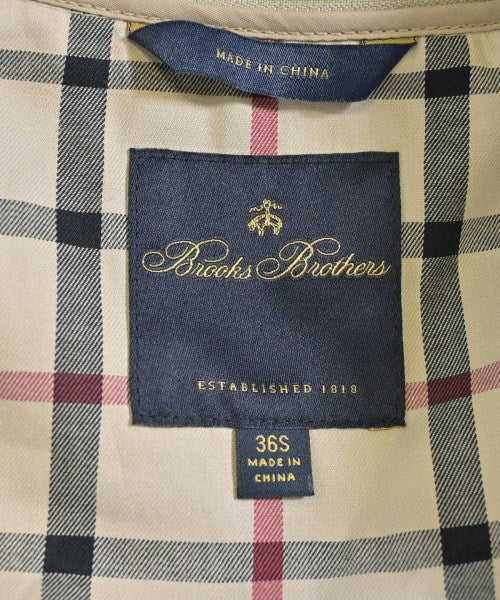 MADE IN CHINA
Brooks Brothers
ESTABLISHED 1818
36S
MADE IN
CHINA